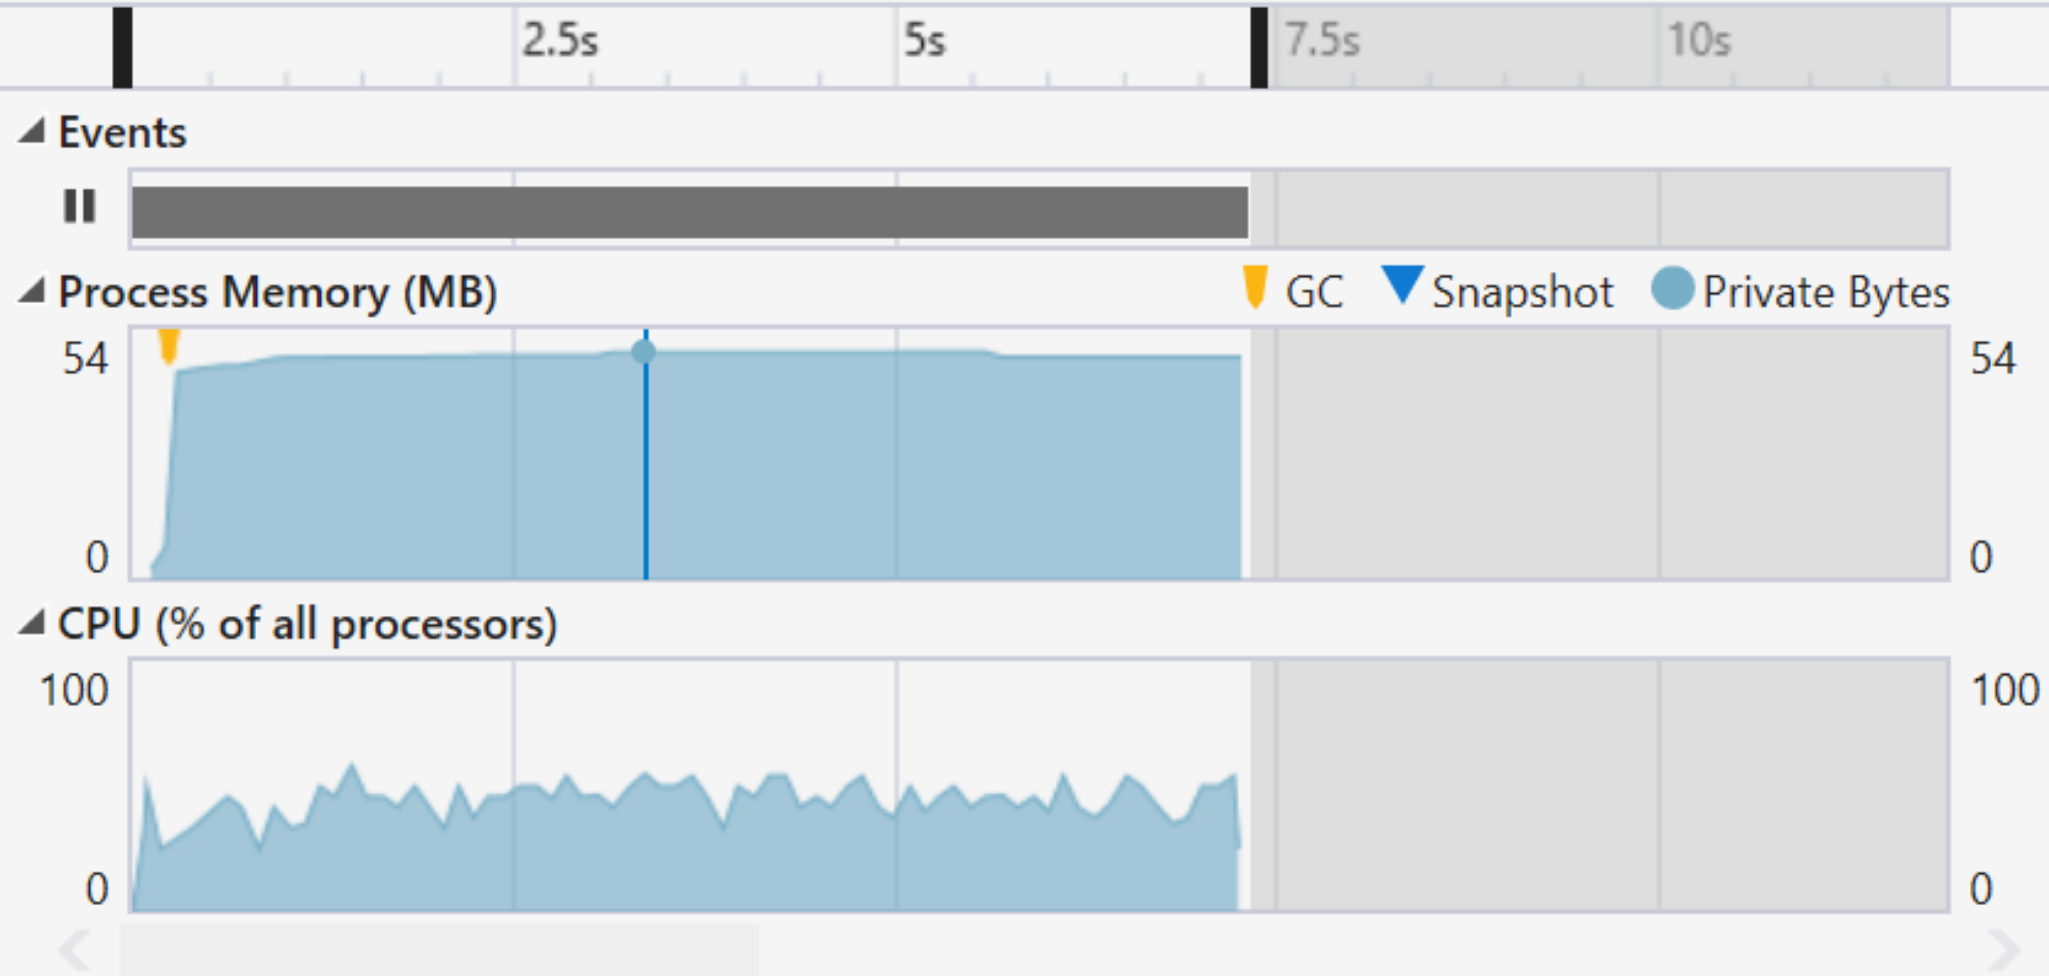 2.5s 5s 7.5s 10s
Events
Process Memory (MB) GC Snapshot Private Bytes
54 54
0 0
CPU (% of all processors)
100 100
0 0